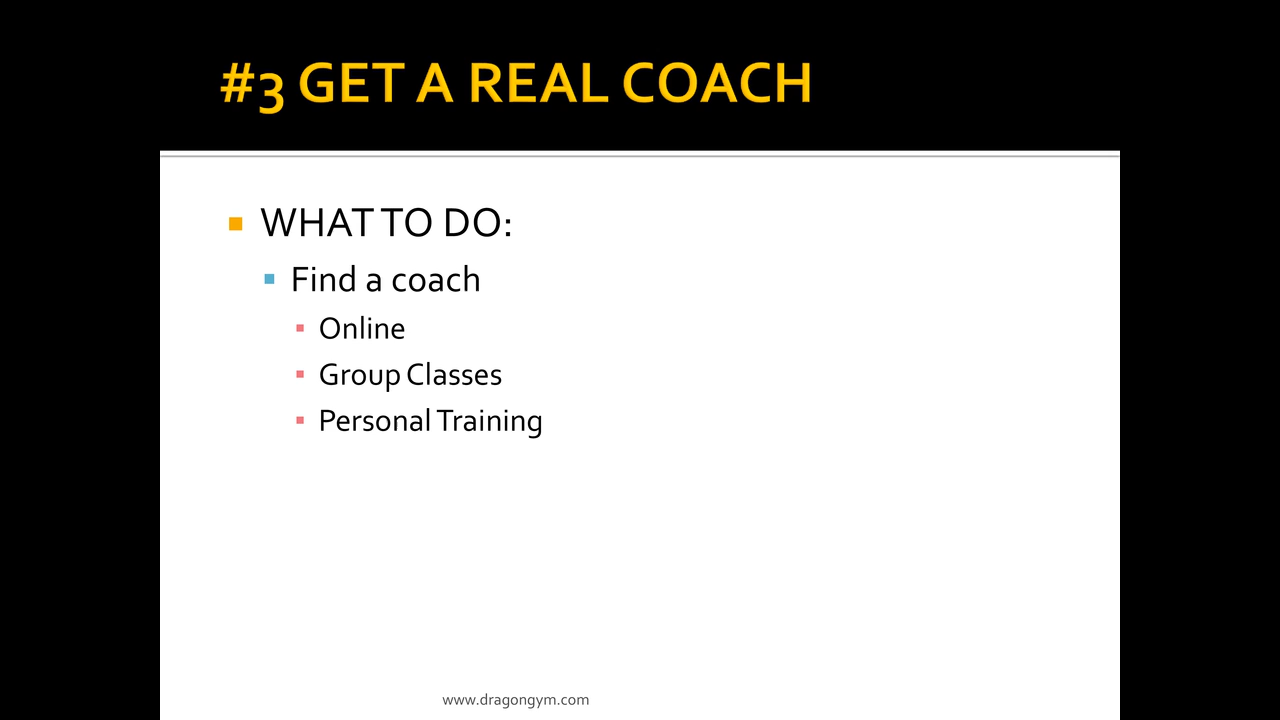 #3 GET A REAL COACH
WHAT TO DO:
Find a coach
Online
Group Classes
Personal Training
www.dragongym.com